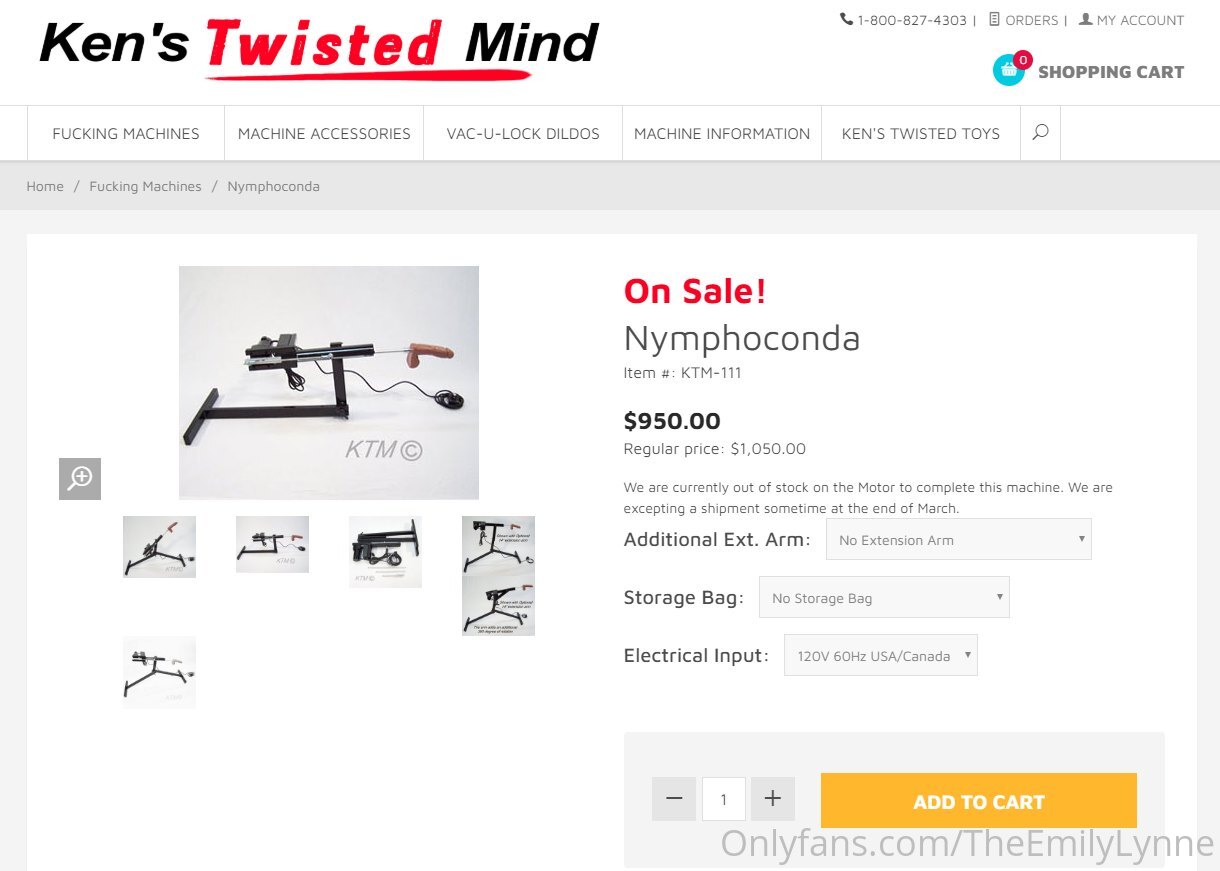 Ken's Twisted Mind
1-800-827-4303 | ORDERS | MY ACCOUNT
0 SHOPPING CART
FUCKING MACHINES MACHINE ACCESSORIES VAC-U-LOCK DILDOS MACHINE INFORMATION KEN'S TWISTED TOYS
Home / Fucking Machines / Nymphoconda
KTM ©
On Sale!
Nymphoconda
Item #: KTM-111
$950.00
Regular price: $1,050.00
We are currently out of stock on the Motor to complete this machine. We are
excepting a shipment sometime at the end of March.
Additional Ext. Arm: No Extension Arm
Storage Bag: No Storage Bag
Electrical Input: 120V 60Hz USA/Canada
1
ADD TO CART
Onlyfans.com/TheEmilyLynne